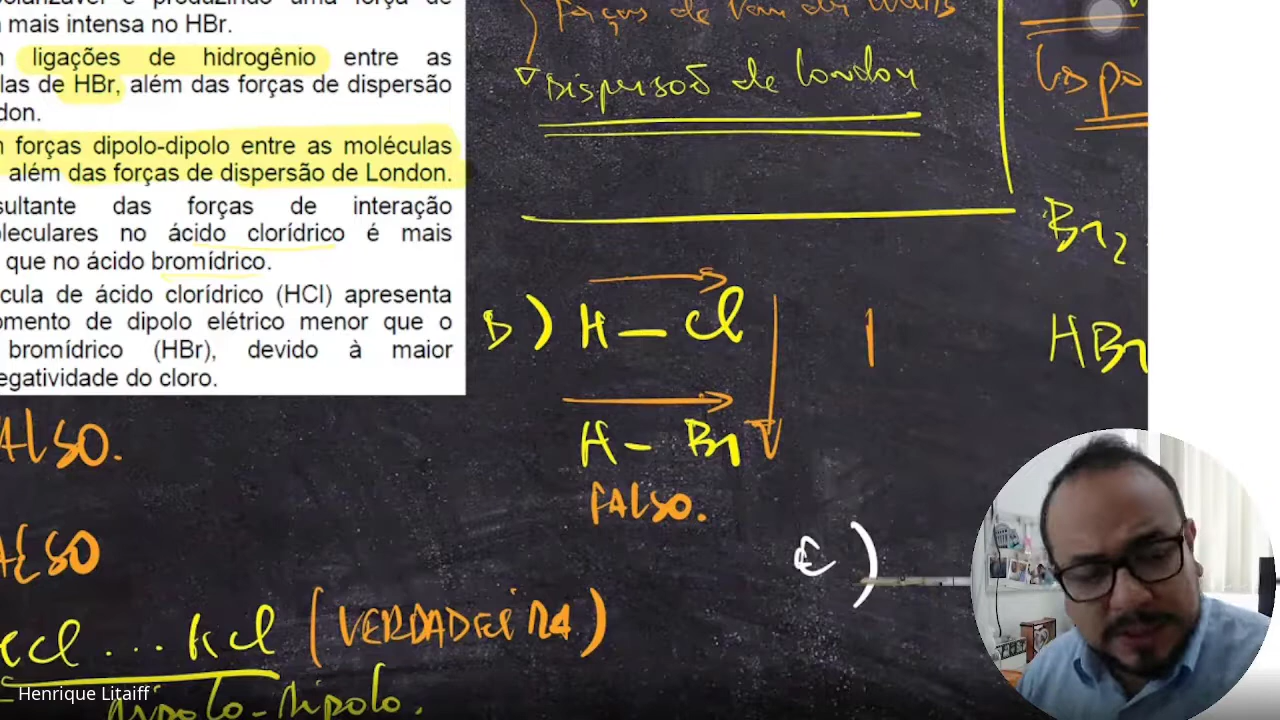 mais intensa no HBr.
ligações de hidrogênio entre as
las de HBr, além das forças de dispersão
don.
forças dipolo-dipolo entre as moléculas
além das forças de dispersão de London.
sultante das forças de interação
leculares no ácido clorídrico é mais
que no ácido bromídrico.
cula de ácido clorídrico (HCl) apresenta
omento de dipolo elétrico menor que o
bromídrico (HBr), devido à maior
egatividade do cloro.
ALSO.
ALSO
HCl ... HCl (VERDADEIRA)
Dipolo-Dipolo.
forças de Van der Waals
Dispersão de London
D) H - Cl
H - Br
FALSO.
Br2
HBr
E)
Henrique Litaiff